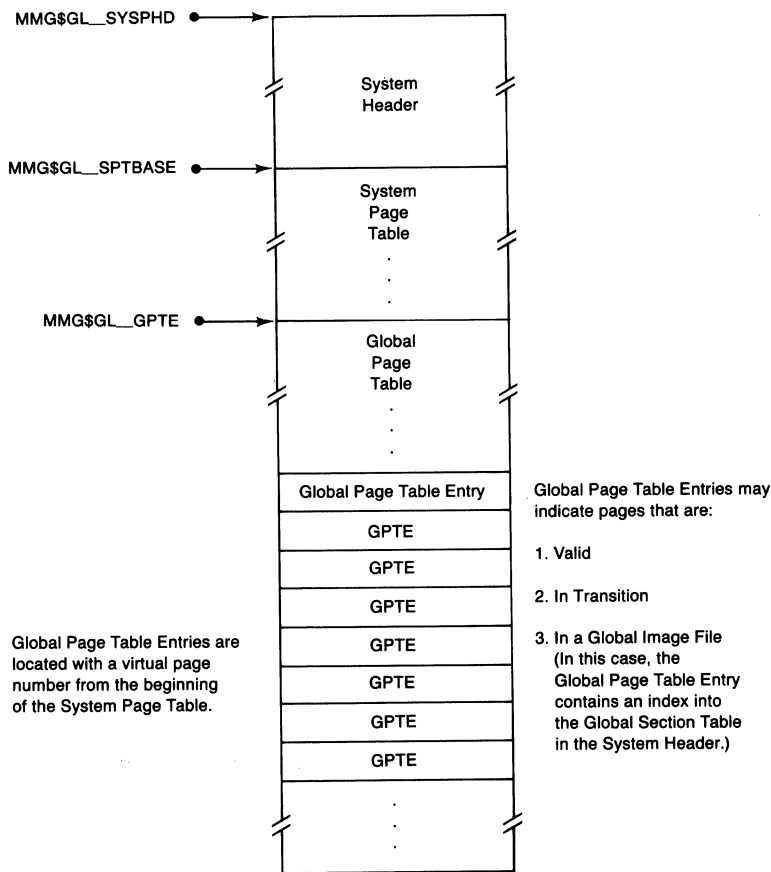 MMG$GL__SYSPHD
System
Header
MMG$GL__SPTBASE
System
Page
Table
.
.
.
MMG$GL__GPTE
Global
Page
Table
.
.
.
Global Page Table Entry
GPTE
GPTE
GPTE
GPTE
GPTE
GPTE
GPTE
.
.
.
Global Page Table Entries may
indicate pages that are:
1. Valid
2. In Transition
3. In a Global Image File
(In this case, the
Global Page Table Entry
contains an index into
the Global Section Table
in the System Header.)
Global Page Table Entries are
located with a virtual page
number from the beginning
of the System Page Table.